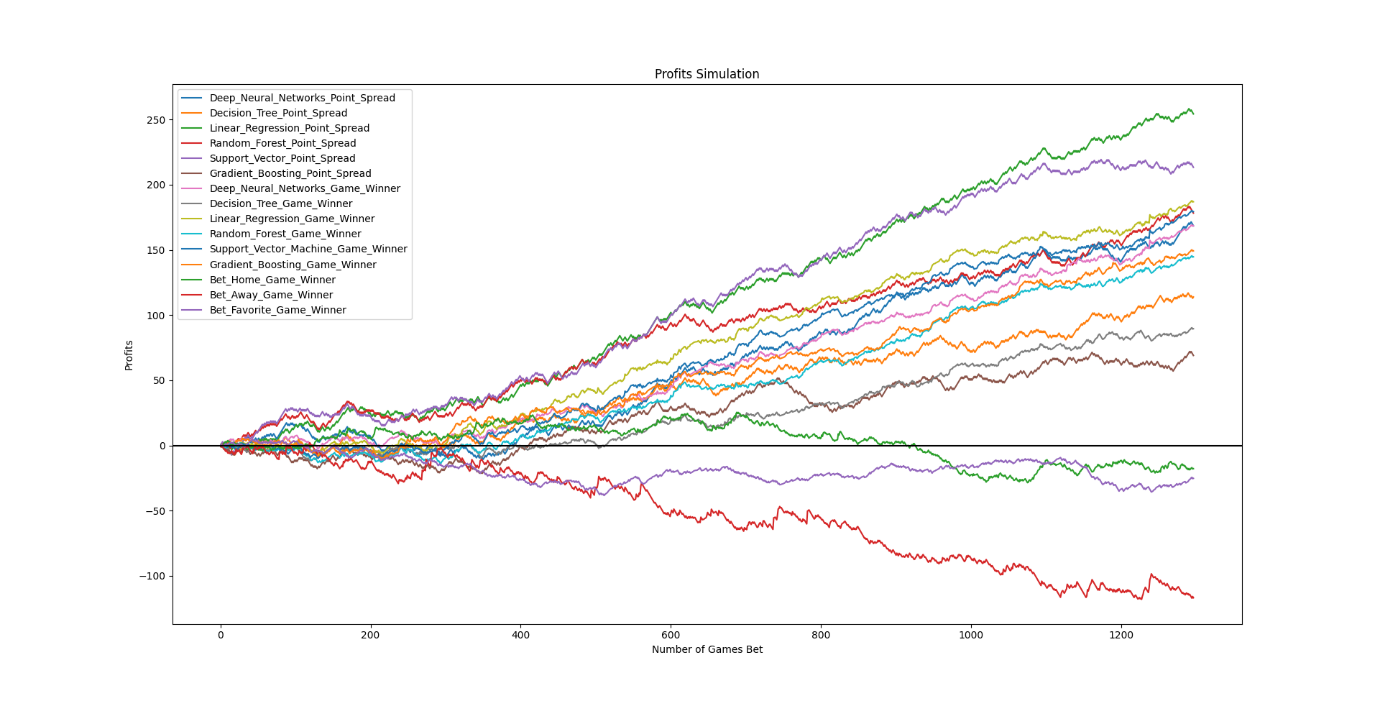 Profits Simulation
Deep_Neural_Networks_Point_Spread
Decision_Tree_Point_Spread
Linear_Regression_Point_Spread
Random_Forest_Point_Spread
Support_Vector_Point_Spread
Gradient_Boosting_Point_Spread
Deep_Neural_Networks_Game_Winner
Decision_Tree_Game_Winner
Linear_Regression_Game_Winner
Random_Forest_Game_Winner
Support_Vector_Machine_Game_Winner
Gradient_Boosting_Game_Winner
Bet_Home_Game_Winner
Bet_Away_Game_Winner
Bet_Favorite_Game_Winner
250
200
150
100
50
0
−50
−100
Profits
0 200 400 600 800 1000 1200
Number of Games Bet